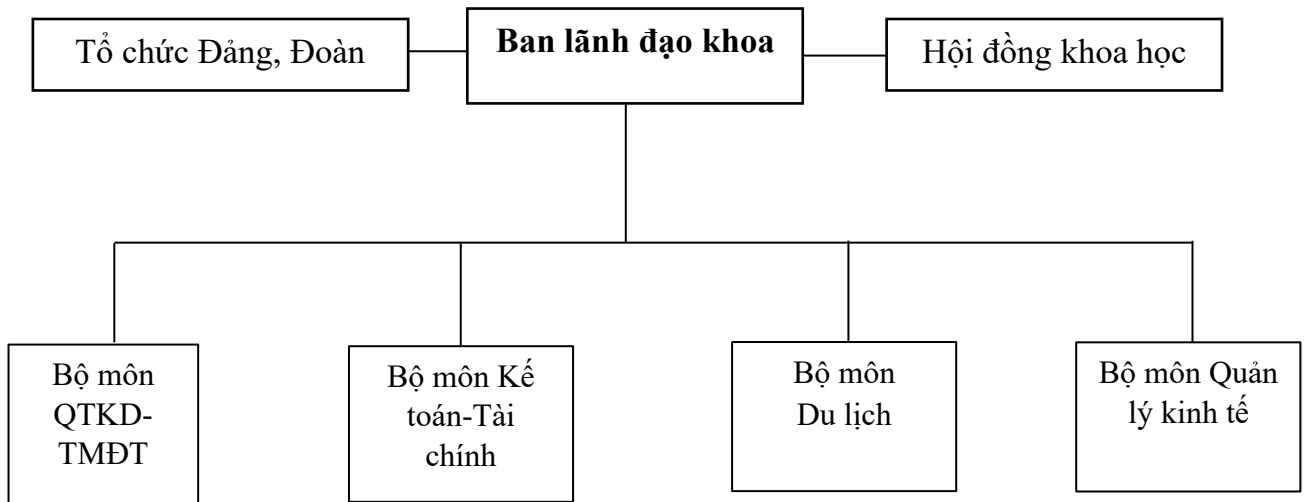 Tổ chức Đảng, Đoàn
Ban lãnh đạo khoa
Hội đồng khoa học
Bộ môn
QTKD-
TMĐT
Bộ môn Kế
toán-Tài
chính
Bộ môn
Du lịch
Bộ môn Quản
lý kinh tế